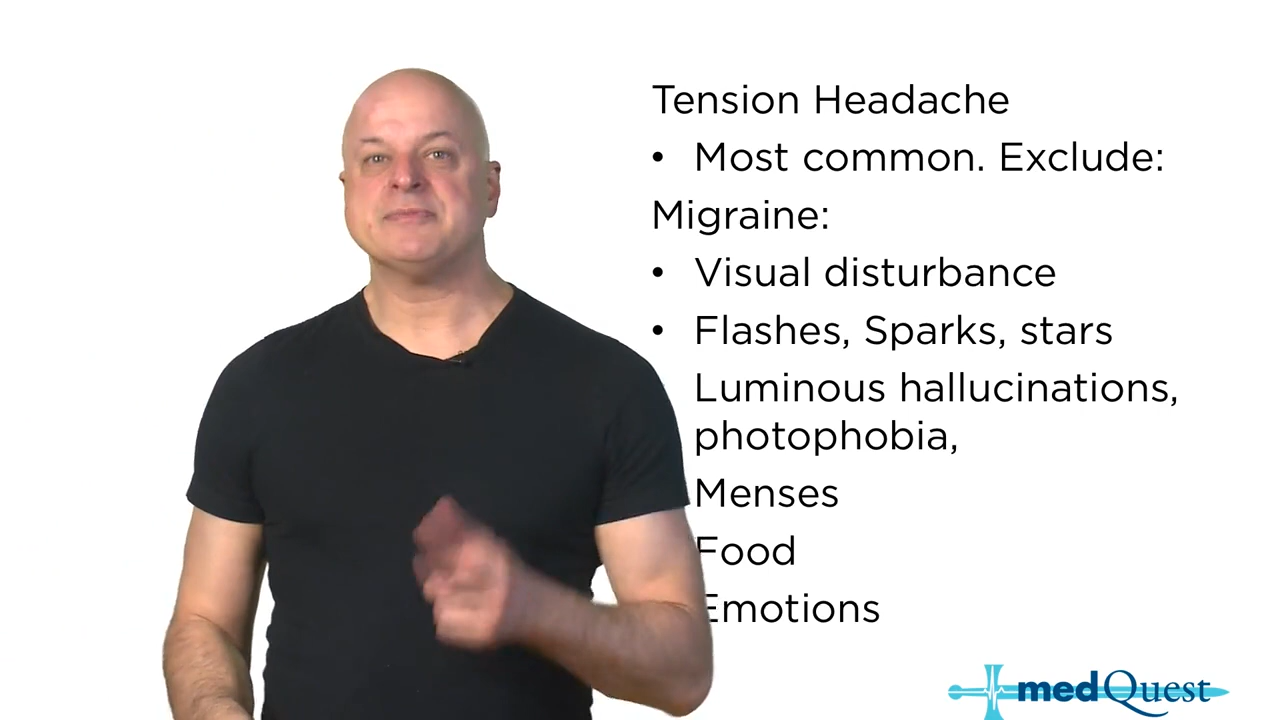 Tension Headache
• Most common. Exclude:
Migraine:
• Visual disturbance
• Flashes, Sparks, stars
Luminous hallucinations,
photophobia,
Menses
Food
Emotions
medQuest